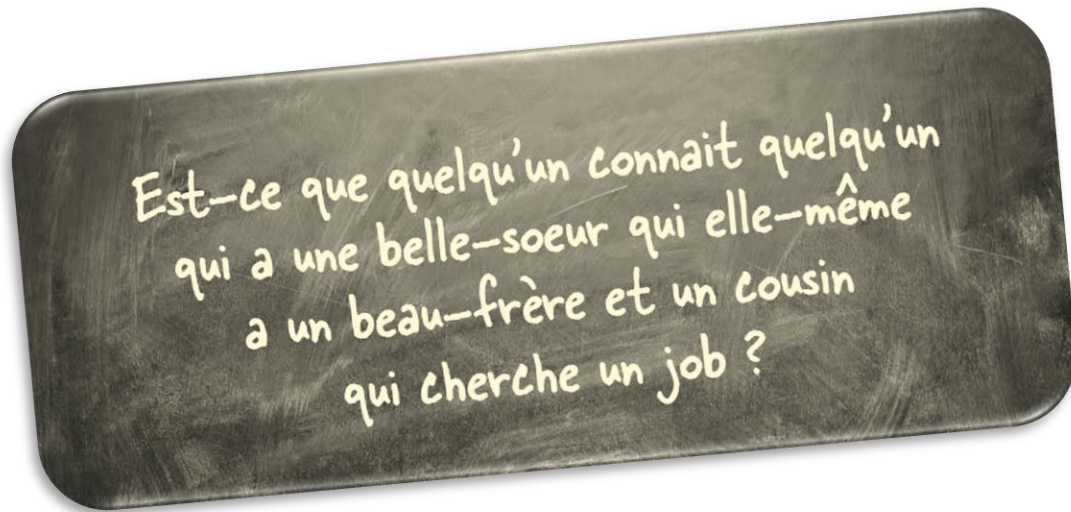 Est-ce que quelqu'un connait quelqu'un
qui a une belle-soeur qui elle-même
a un beau-frère et un cousin
qui cherche un job ?